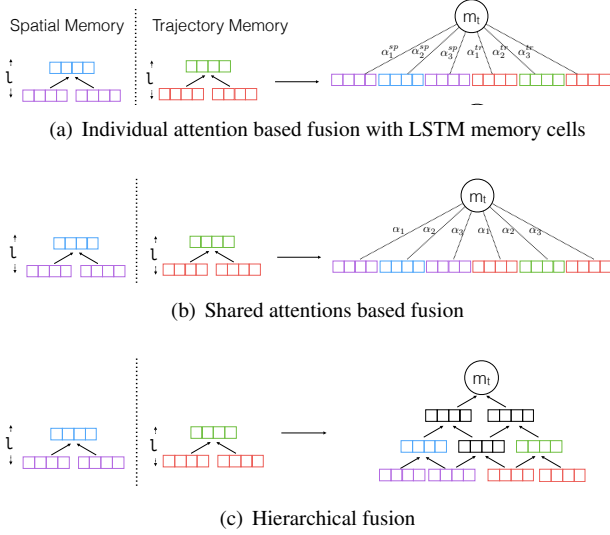 Spatial Memory Trajectory Memory
m_t
α_1^{sp} α_2^{sp} α_3^{sp} α_1^{tr} α_2^{tr} α_3^{tr}
l l
(a) Individual attention based fusion with LSTM memory cells
m_t
α_1 α_2 α_3 α_1 α_2 α_3
l l
(b) Shared attentions based fusion
m_t
l l
(c) Hierarchical fusion